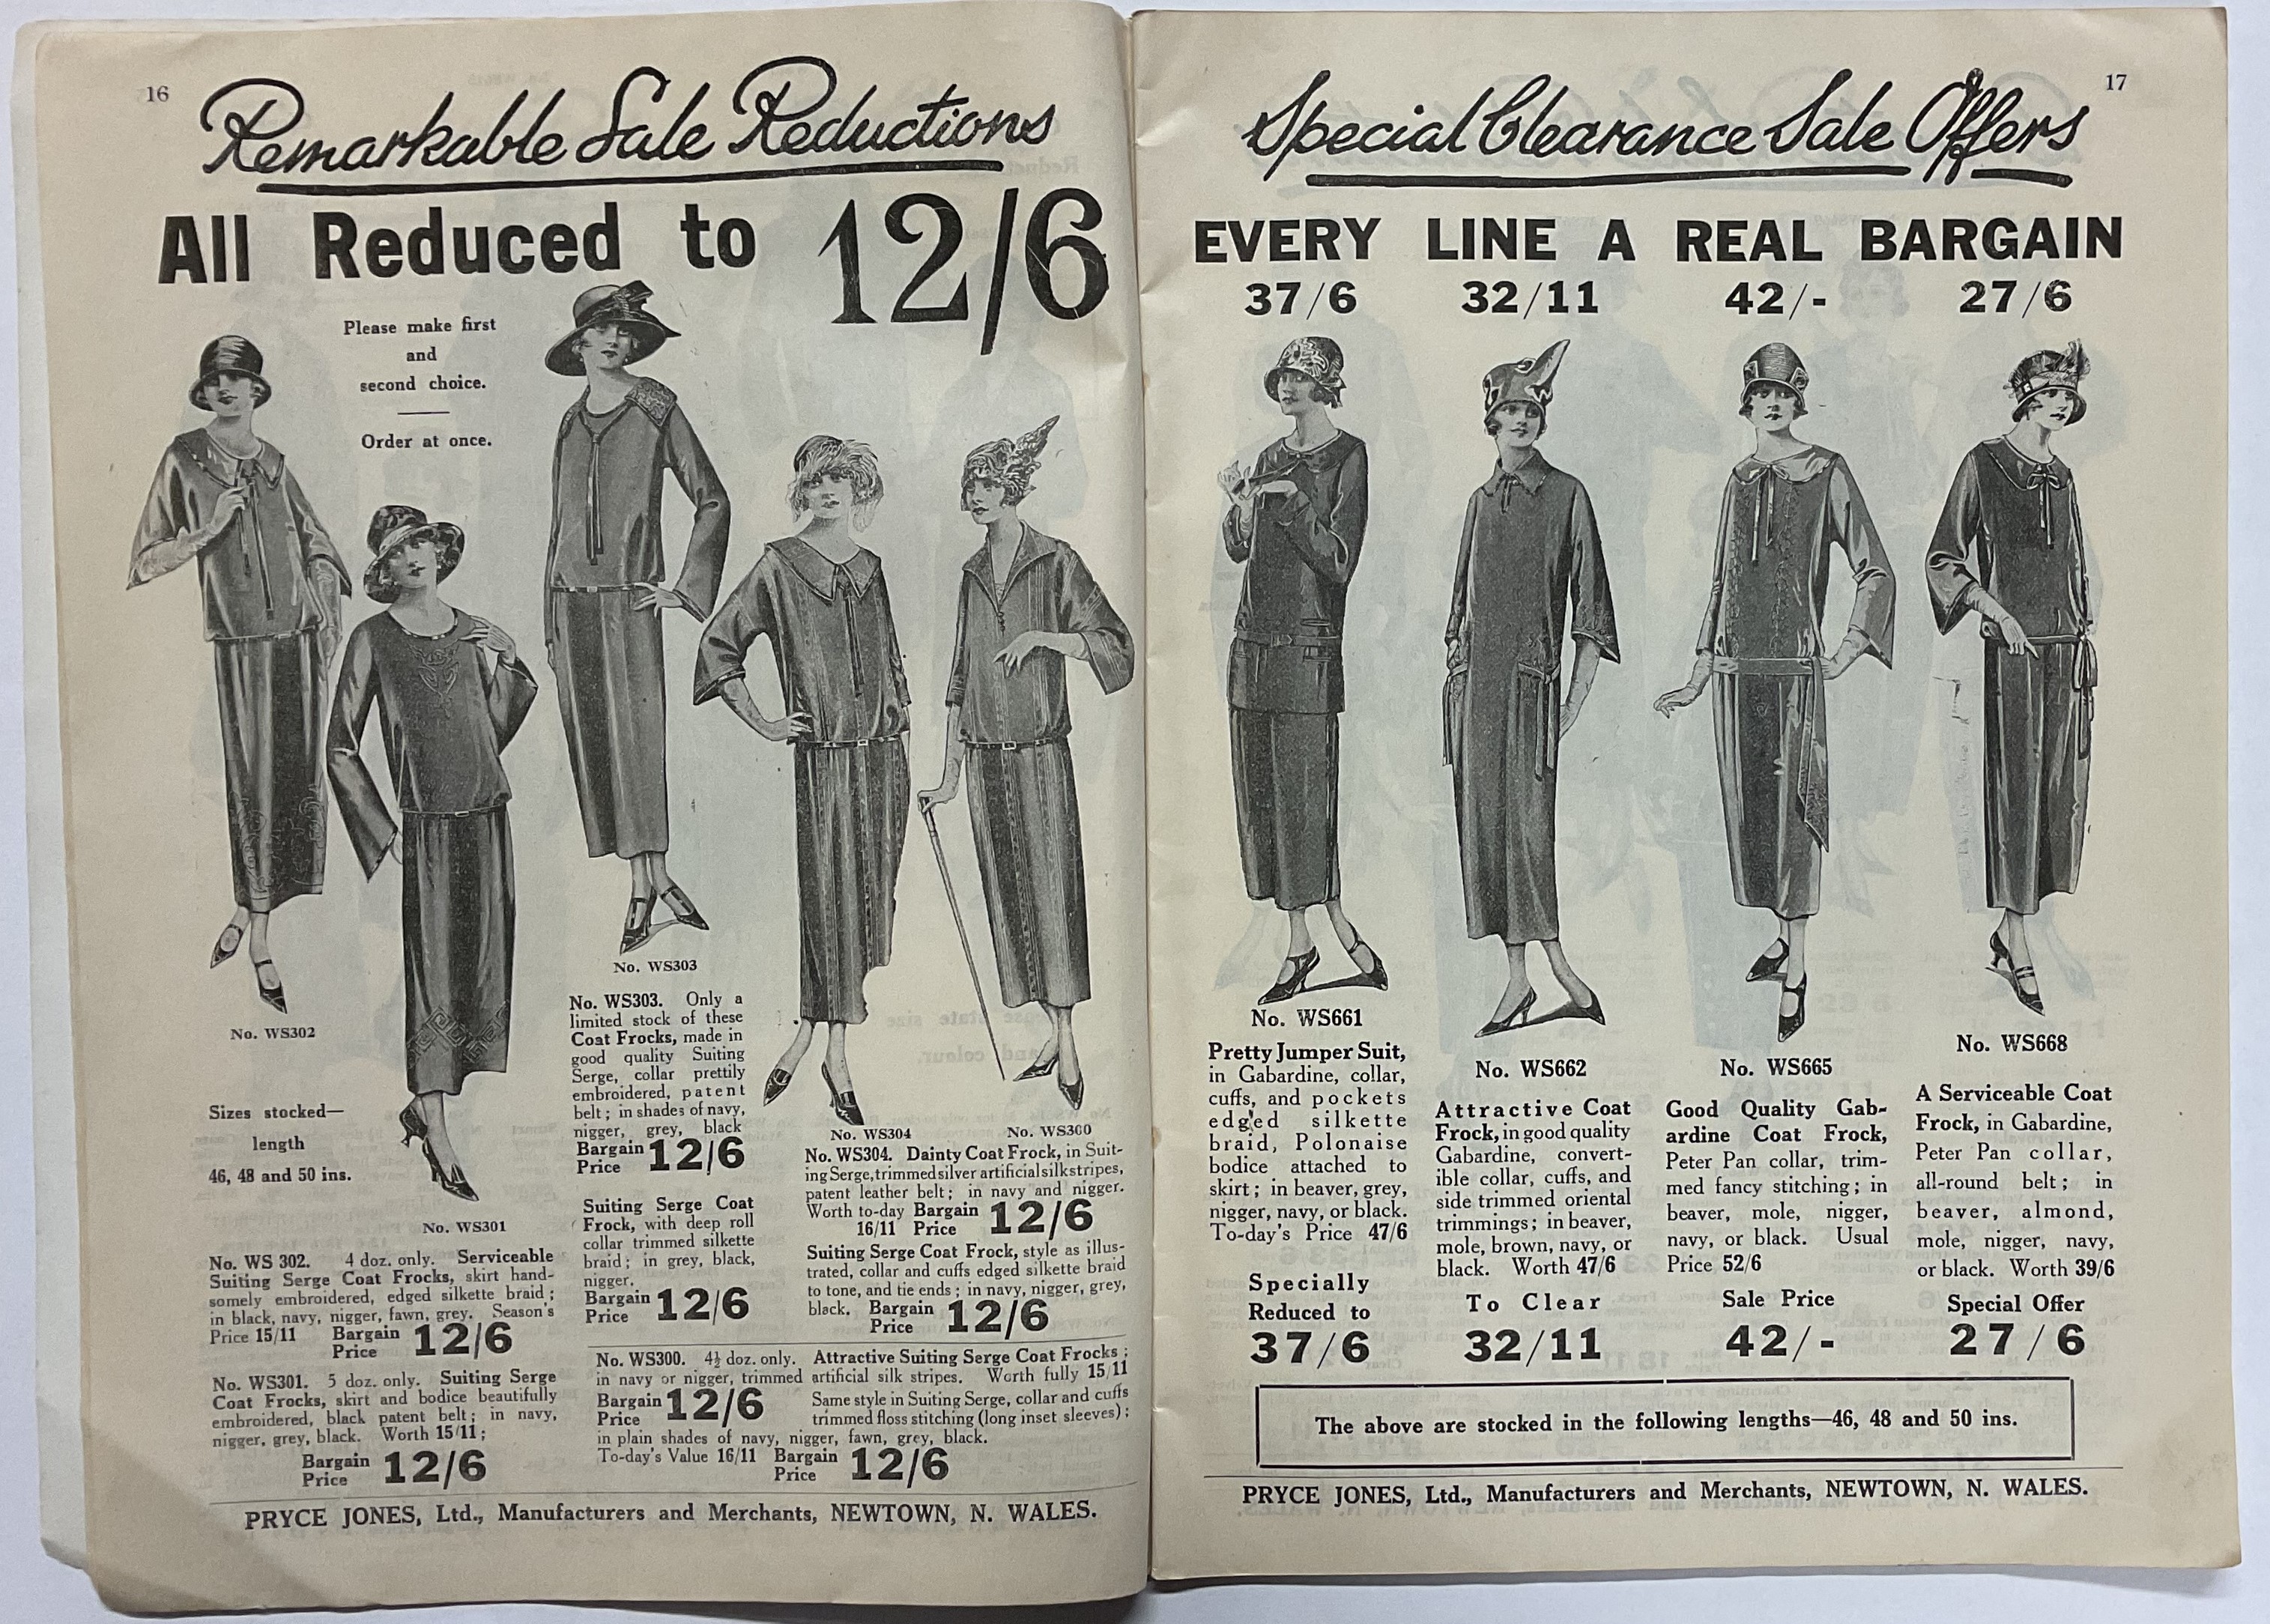 16
Remarkable Sale Reductions
All Reduced to 12/6
Please make first
and
second choice.
Order at once.
No. WS302
Sizes stocked—
length
46, 48 and 50 ins.
No. WS301
No. WS 302. 4 doz. only. Serviceable
Suiting Serge Coat Frocks, skirt hand-
somely embroidered, edged silkette braid;
in black, navy, nigger, fawn, grey. Season's
Price 15/11 Bargain Price 12/6
No. WS301. 5 doz. only. Suiting Serge
Coat Frocks, skirt and bodice beautifully
embroidered, black patent belt; in navy,
nigger, grey, black. Worth 15/11;
Bargain Price 12/6
No. WS303
No. WS303. Only a
limited stock of these
Coat Frocks, made in
good quality Suiting
Serge, collar prettily
embroidered, patent
belt; in shades of navy,
nigger, grey, black
Bargain Price 12/6
Suiting Serge Coat
Frock, with deep roll
collar trimmed silkette
braid; in grey, black,
nigger.
Bargain Price 12/6
No. WS304
No. WS300
No. WS304. Dainty Coat Frock, in Suit-
ing Serge, trimmed silver artificial silk stripes,
patent leather belt; in navy and nigger.
Worth to-day 16/11 Bargain Price 12/6
Suiting Serge Coat Frock, style as illus-
trated, collar and cuffs edged silkette braid
to tone, and tie ends; in navy, nigger, grey,
black. Bargain Price 12/6
No. WS300. 4½ doz. only. Attractive Suiting Serge Coat Frocks;
in navy or nigger, trimmed artificial silk stripes. Worth fully 15/11
Bargain Price 12/6 Same style in Suiting Serge, collar and cuffs
trimmed floss stitching (long inset sleeves);
in plain shades of navy, nigger, fawn, grey, black.
To-day's Value 16/11 Bargain Price 12/6
PRYCE JONES, Ltd., Manufacturers and Merchants, NEWTOWN, N. WALES.
17
Special Clearance Sale Offers
EVERY LINE A REAL BARGAIN
37/6 32/11 42/- 27/6
No. WS661
Pretty Jumper Suit,
in Gabardine, collar,
cuffs, and pockets
edged silkette
braid, Polonaise
bodice attached to
skirt; in beaver, grey,
nigger, navy, or black.
To-day's Price 47/6
Specially
Reduced to
37/6
No. WS662
Attractive Coat
Frock, in good quality
Gabardine, convert-
ible collar, cuffs, and
side trimmed oriental
trimmings; in beaver,
mole, brown, navy, or
black. Worth 47/6
To Clear
32/11
No. WS665
Good Quality Gab-
ardine Coat Frock,
Peter Pan collar, trim-
med fancy stitching; in
beaver, mole, nigger,
navy, or black. Usual
Price 52/6
Sale Price
42/-
No. WS668
A Serviceable Coat
Frock, in Gabardine,
Peter Pan collar,
all-round belt; in
beaver, almond,
mole, nigger, navy,
or black. Worth 39/6
Special Offer
27/6
The above are stocked in the following lengths—46, 48 and 50 ins.
PRYCE JONES, Ltd., Manufacturers and Merchants, NEWTOWN, N. WALES.